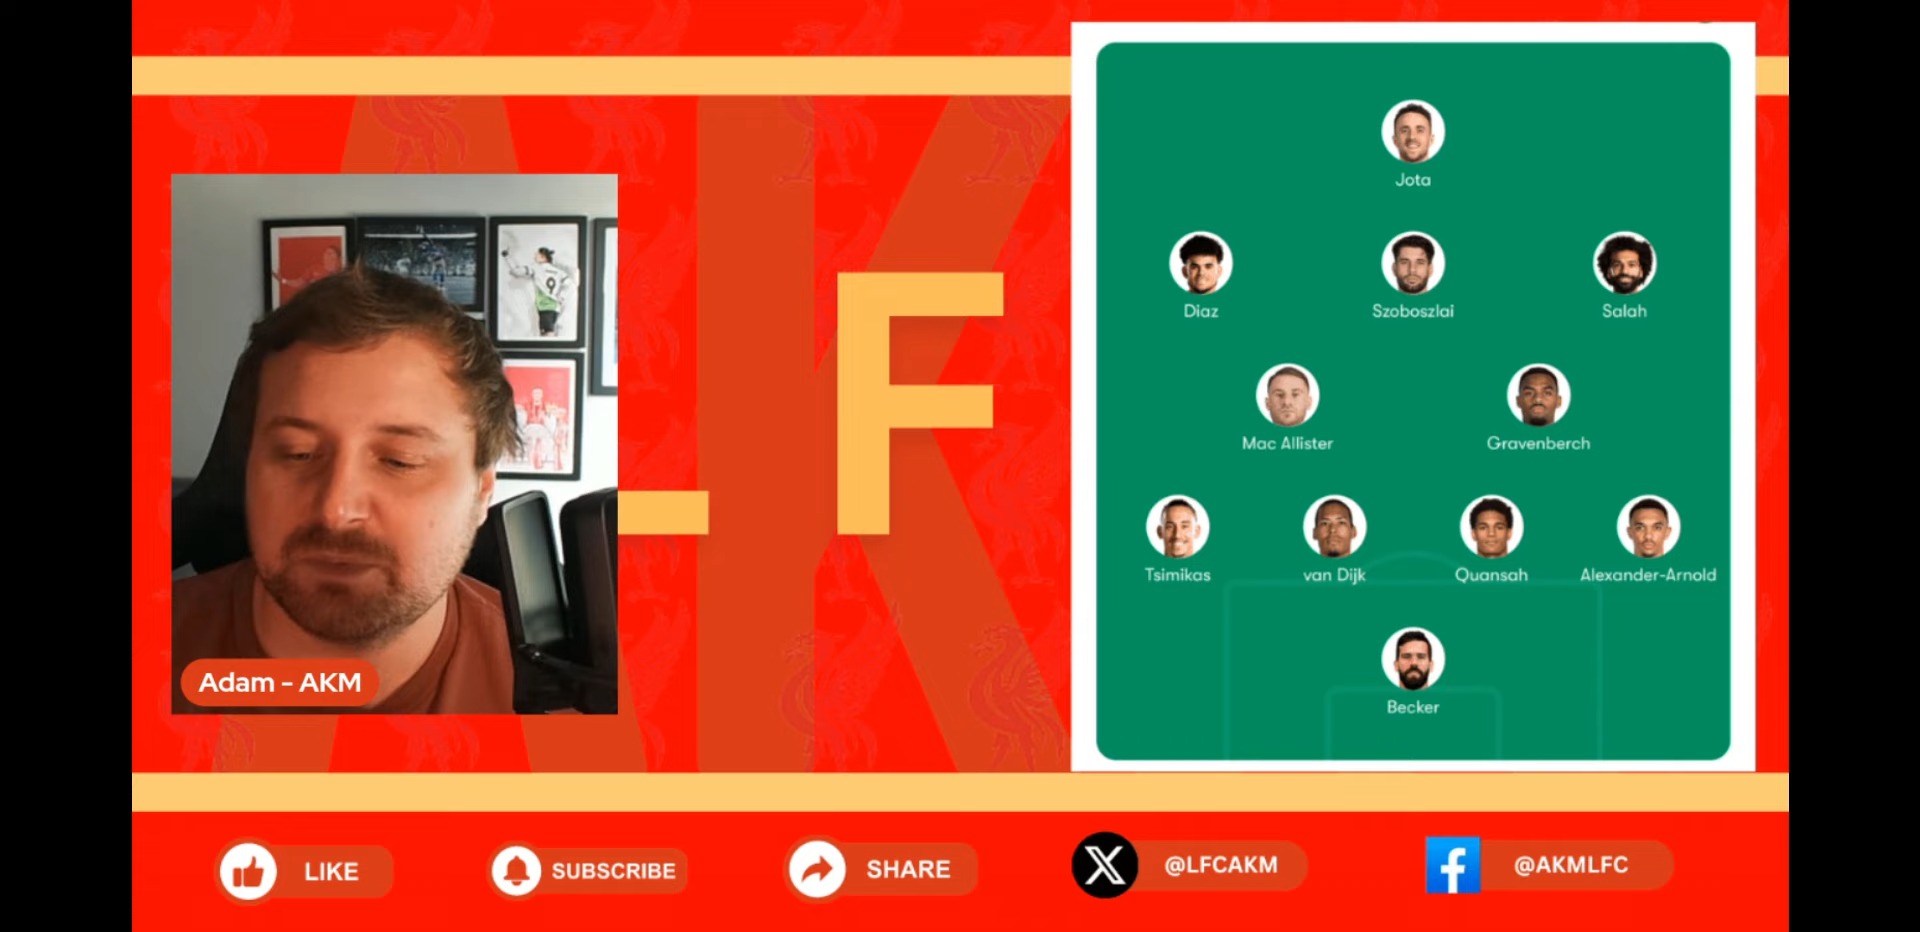 Jota
Diaz Szoboszlai Salah
9
Mac Allister Gravenberch
L F
Tsimikas van Dijk Quansah Alexander-Arnold
Adam - AKM
Becker
LIKE SUBSCRIBE SHARE @LFCAKM @AKMLFC